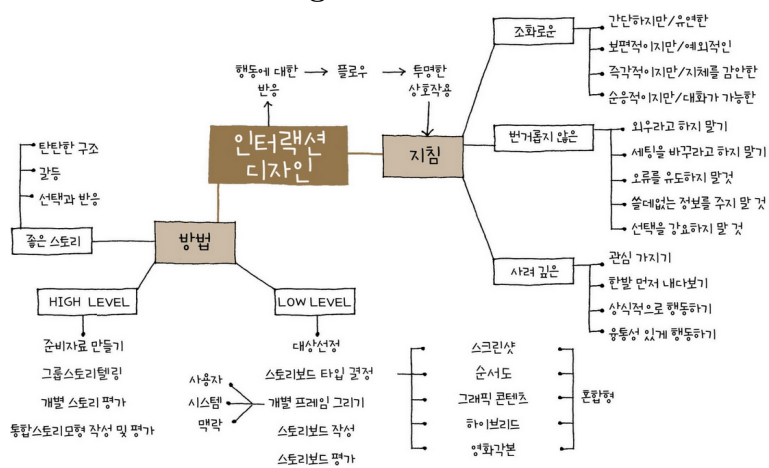 인터랙션
디자인
행동에 대한
반응
플로우
투명한
상호작용
지침
조화로운
간단하지만/유연한
보편적이지만/예외적인
즉각적이지만/지체를 감안한
순응적이지만/대화가 가능한
번거롭지 않은
외우라고 하지 말기
세팅을 바꾸라고 하지 말기
오류를 유도하지 말것
쓸데없는 정보를 주지 말 것
선택을 강요하지 말 것
사려 깊은
관심 가지기
한발 먼저 내다보기
상식적으로 행동하기
융통성 있게 행동하기
방법
좋은 스토리
탄탄한 구조
갈등
선택과 반응
HIGH LEVEL
준비자료 만들기
그룹스토리텔링
개별 스토리 평가
통합스토리모형 작성 및 평가
LOW LEVEL
대상선정
스토리보드 타입 결정
개별 프레임 그리기
스토리보드 작성
스토리보드 평가
사용자
시스템
맥락
스크린샷
순서도
그래픽 콘텐츠
하이브리드
영화각본
혼합형